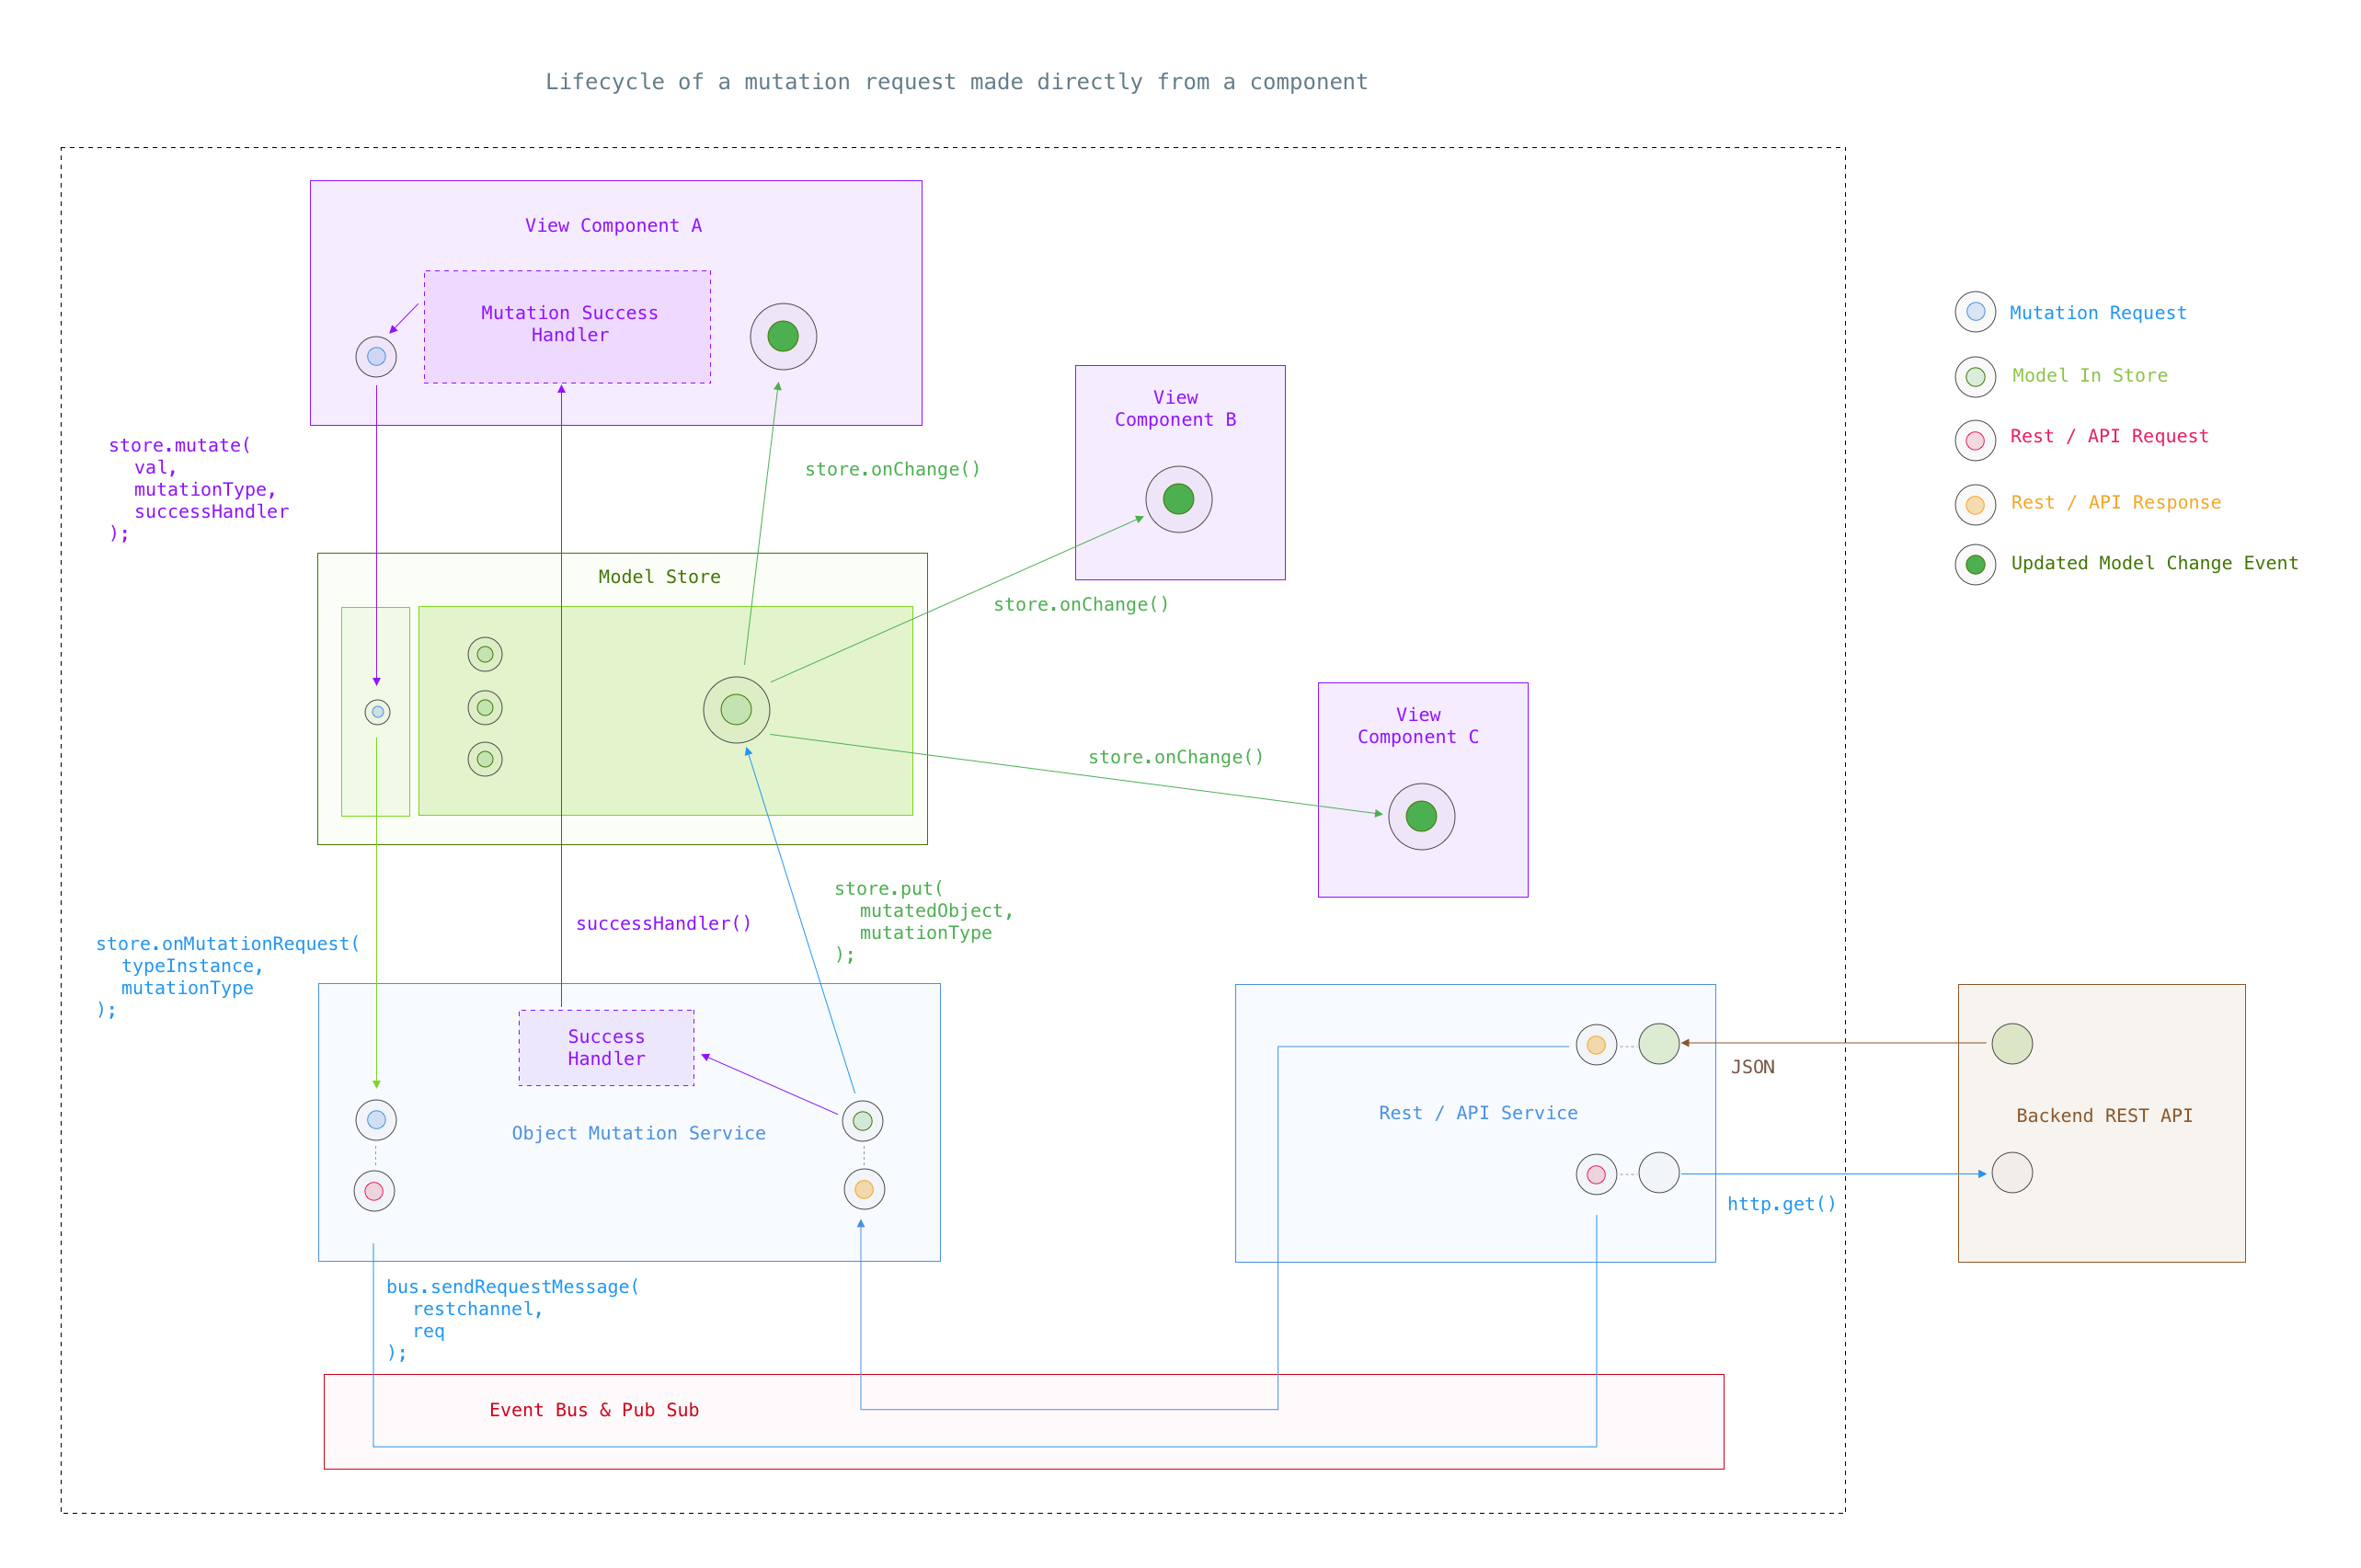 Lifecycle of a mutation request made directly from a component
View Component A
Mutation Success
Handler
store.mutate(
val,
mutationType,
successHandler
);
store.onChange()
View
Component B
store.onChange()
Mutation Request
Model In Store
Rest / API Request
Rest / API Response
Updated Model Change Event
Model Store
View
Component C
store.onChange()
store.onMutationRequest(
typeInstance,
mutationType
);
successHandler()
store.put(
mutatedObject,
mutationType
);
Success
Handler
Object Mutation Service
Rest / API Service
JSON
http.get()
Backend REST API
bus.sendRequestMessage(
restchannel,
req
);
Event Bus & Pub Sub